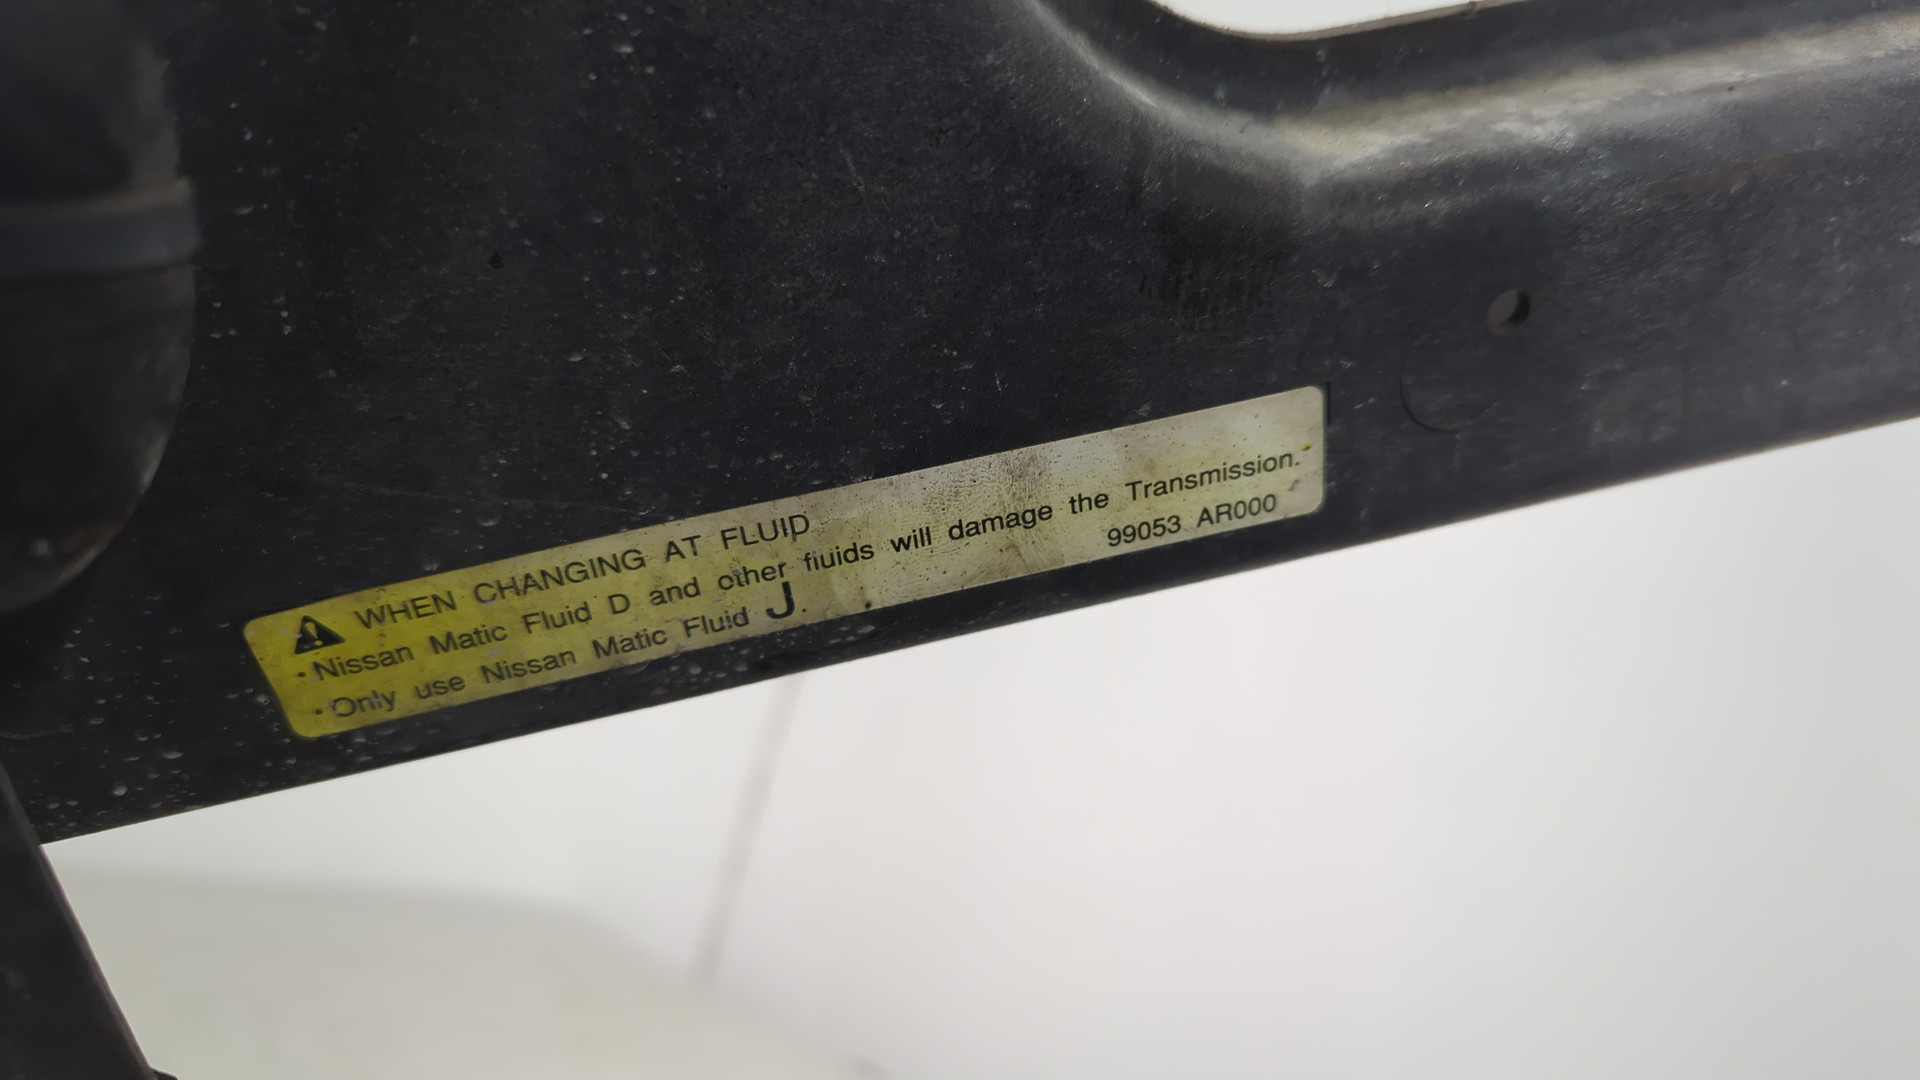 WHEN CHANGING AT FLUID
·Nissan Matic Fluid D and other fluids will damage the Transmission.
·Only use Nissan Matic Fluid J.
99053 AR000